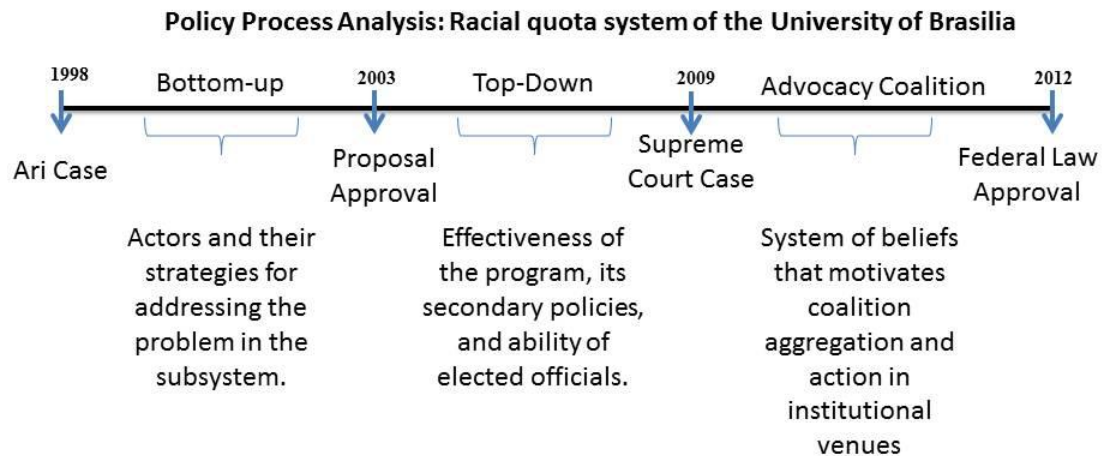 Policy Process Analysis: Racial quota system of the University of Brasilia
1998
Bottom-up
2003
Top-Down
2009
Advocacy Coalition
2012
Ari Case
Proposal
Approval
Supreme
Court Case
Federal Law
Approval
Actors and their
strategies for
addressing the
problem in the
subsystem.
Effectiveness of
the program, its
secondary policies,
and ability of
elected officials.
System of beliefs
that motivates
coalition
aggregation and
action in
institutional
venues